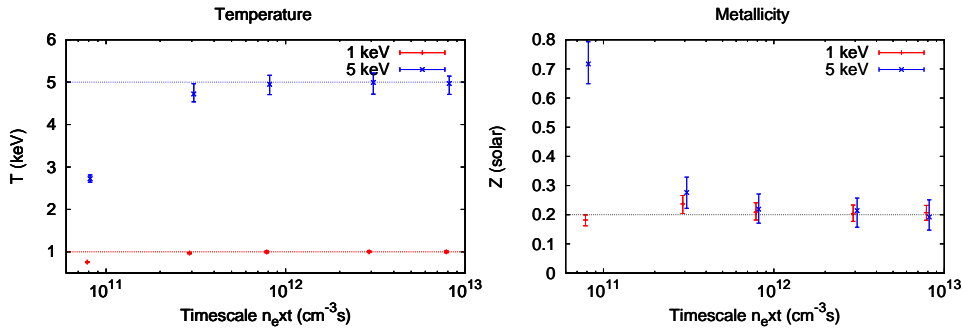 Temperature
T (keV)
6
5
4
3
2
1
10^11
10^12
10^13
1 keV
5 keV
Timescale n_ext (cm^-3s)
Metallicity
Z (solar)
0.8
0.7
0.6
0.5
0.4
0.3
0.2
0.1
0
10^11
10^12
10^13
1 keV
5 keV
Timescale n_ext (cm^-3s)